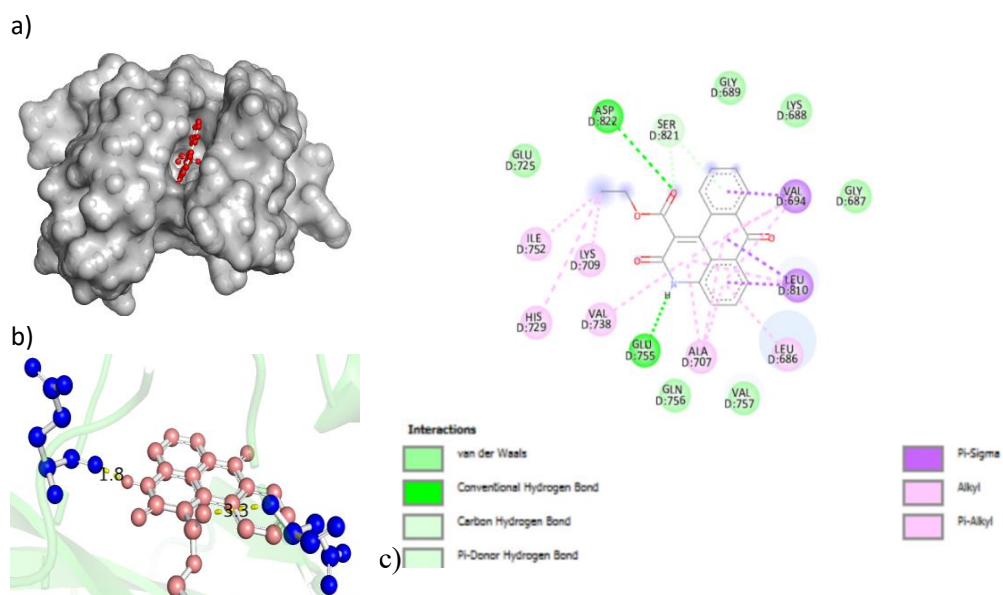 a)
b)
1.8
3.3
GLY
D:689
LYS
D:688
ASP
D:822
SER
D:821
GLU
D:725
VAL
D:694
GLY
D:687
O
O
O
O
ILE
D:752
LYS
D:709
N
H
LEU
D:810
HIS
D:729
VAL
D:738
GLU
D:755
ALA
D:707
LEU
D:686
GLN
D:756
VAL
D:757
Interactions
van der Waals
Conventional Hydrogen Bond
Carbon Hydrogen Bond
Pi-Donor Hydrogen Bond
Pi-Sigma
Alkyl
Pi-Alkyl
c)